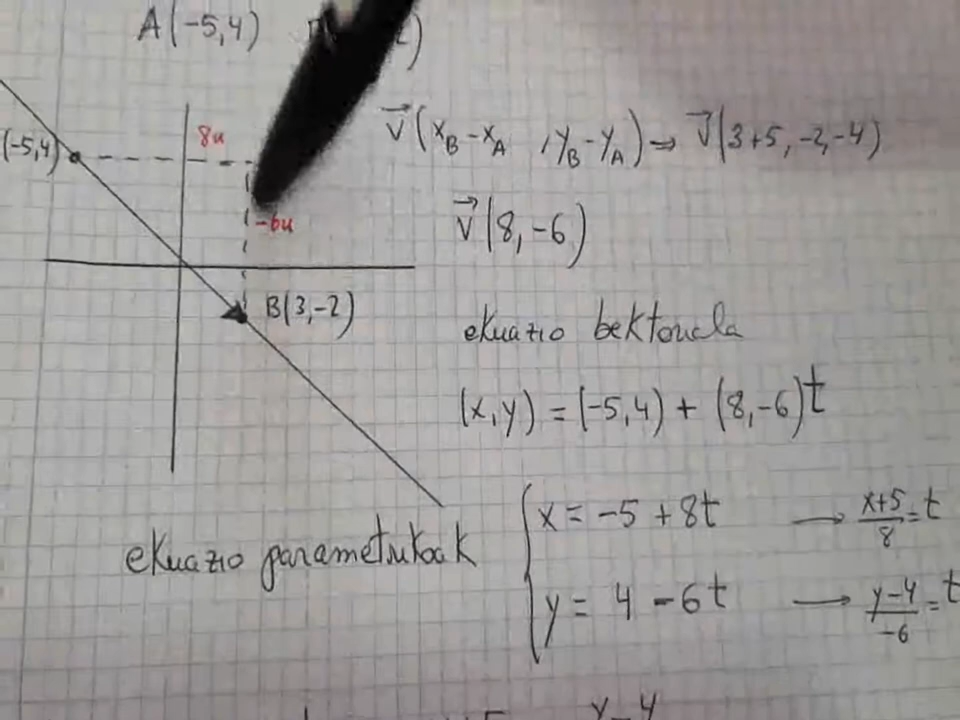 A(-5,4)
(-5,4)
8u
-6u
B(3,-2)
V⃗(x_B-x_A , y_B-y_A) ⇒ V⃗(3+5, -2-4)
V⃗(8,-6)
ekuazio bektoriala
(x,y) = (-5,4) + (8,-6)t
ekuazio parametrikoak
x = -5 + 8t → x+5/8 = t
y = 4 - 6t → y-4/-6 = t
y-4